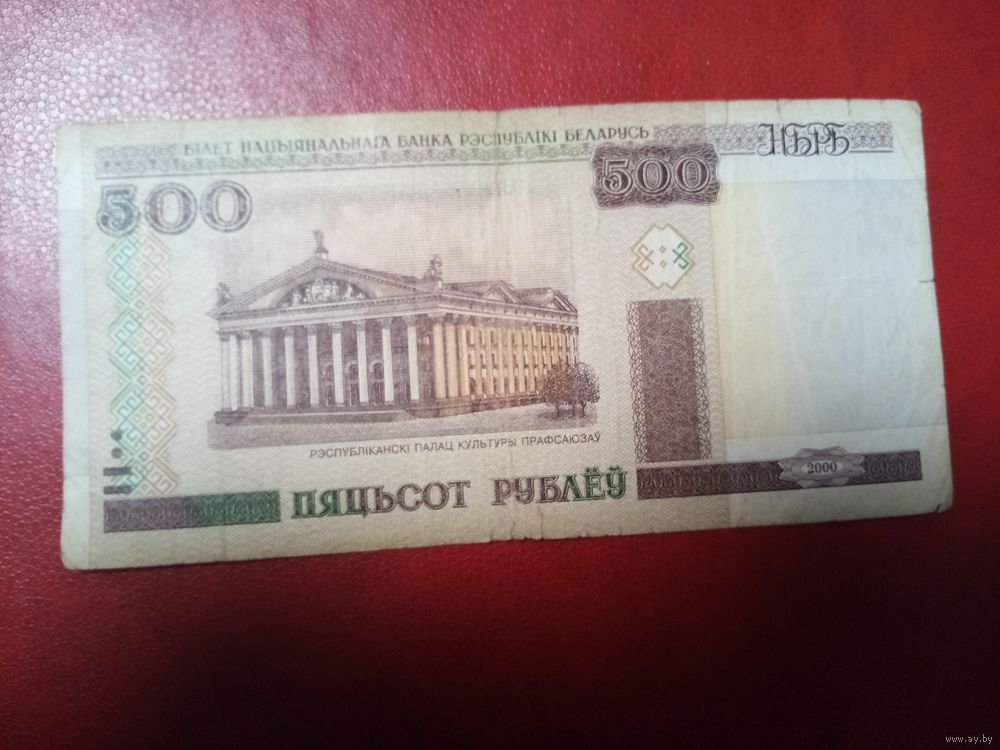 БІЛЕТ НАЦЫЯНАЛЬНАГА БАНКА РЭСПУБЛІКІ БЕЛАРУСЬ
НБРБ
500
500
РЭСПУБЛІКАНСКІ ПАЛАЦ КУЛЬТУРЫ ПРАФСАЮЗАЎ
ПЯЦЬСОТ РУБЛЁЎ
2000
www.ay.by